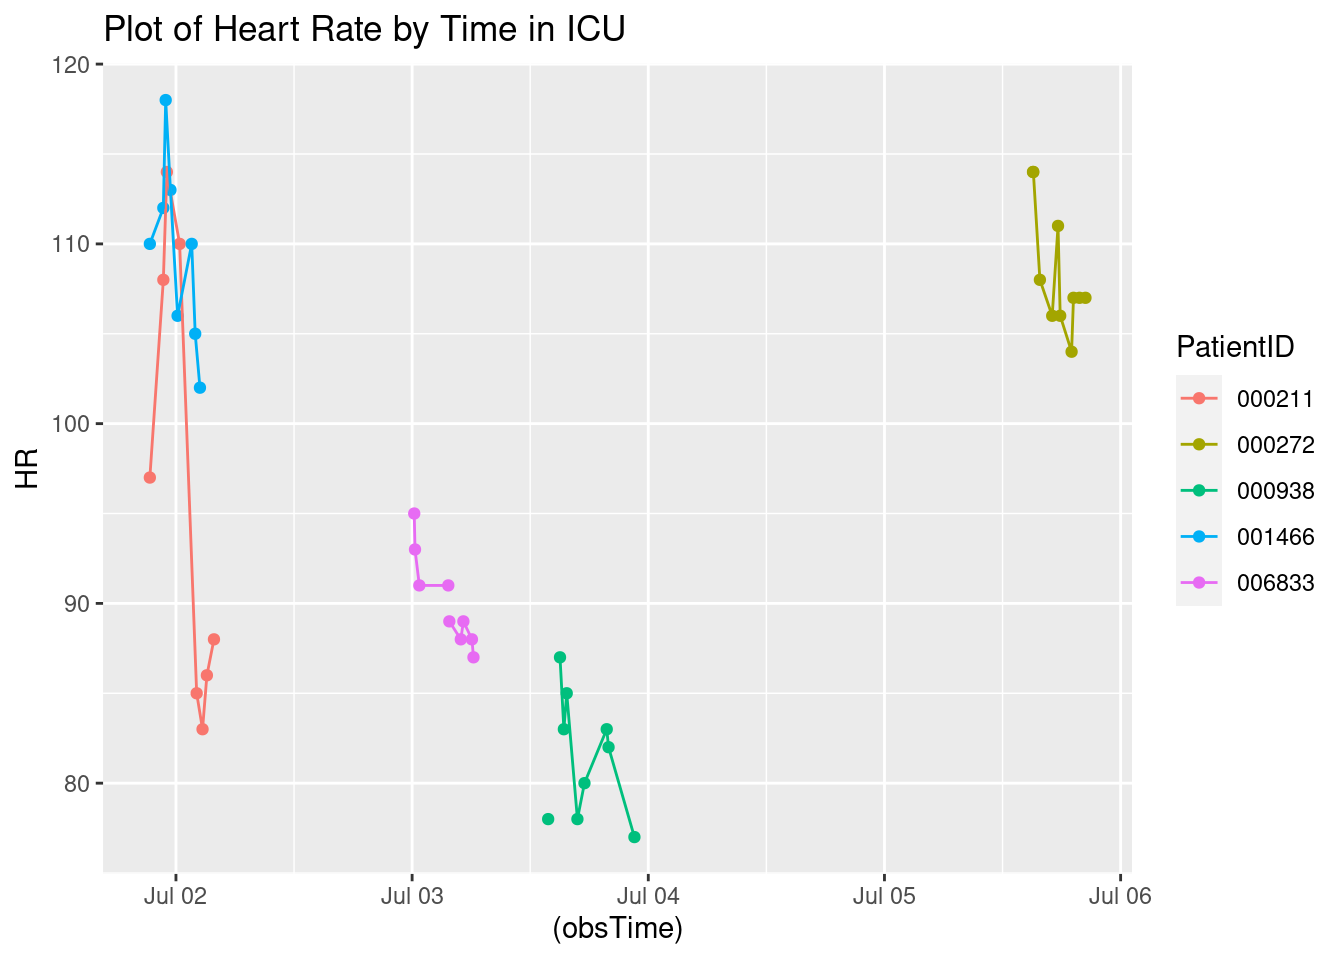 Plot of Heart Rate by Time in ICU
120
110
100
90
80
HR
Jul 02
Jul 03
Jul 04
Jul 05
Jul 06
(obsTime)
PatientID
000211
000272
000938
001466
006833